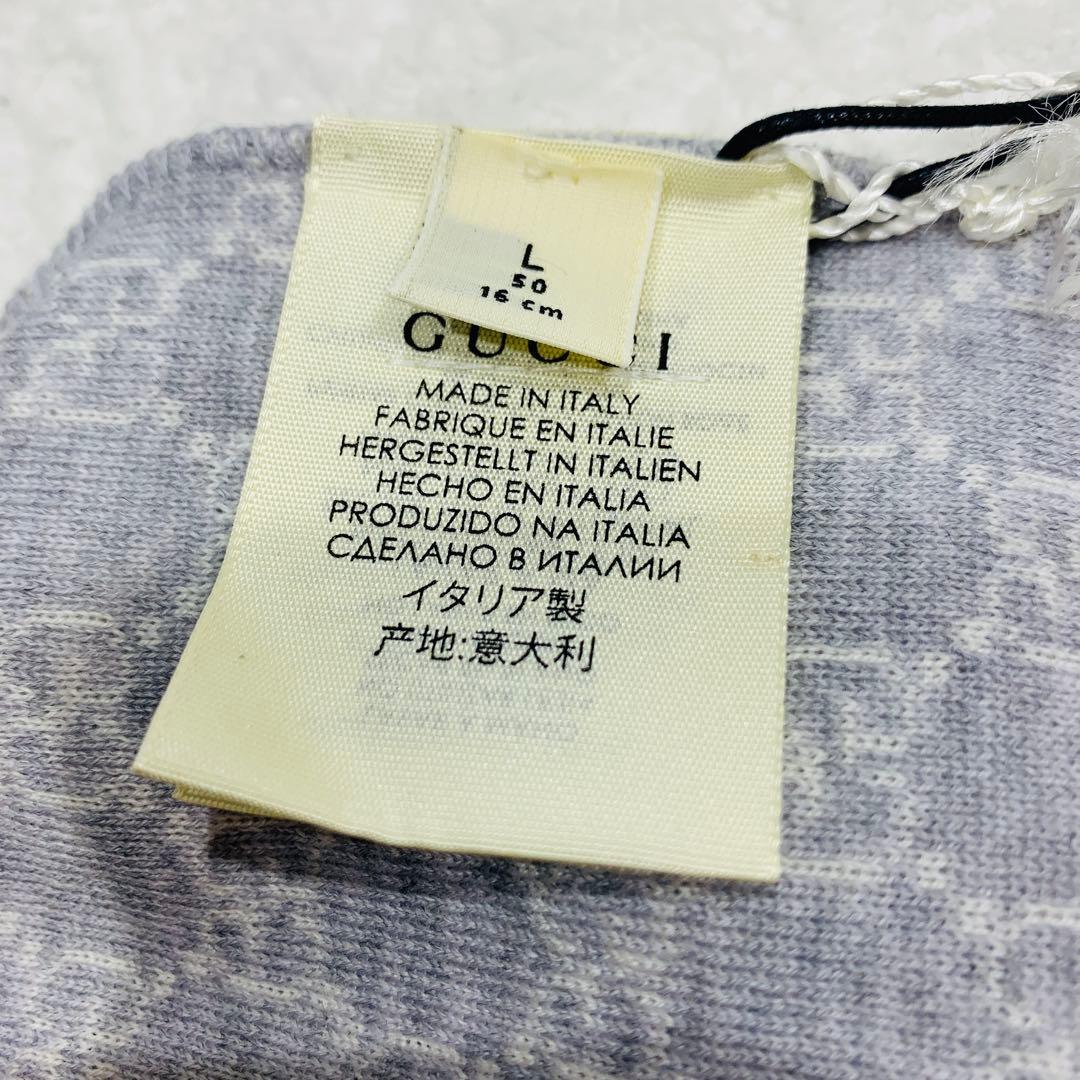 L
50
16 cm
GUCCI
MADE IN ITALY
FABRIQUE EN ITALIE
HERGESTELLT IN ITALIEN
HECHO EN ITALIA
PRODUZIDO NA ITALIA
СДЕЛАНО В ИТАЛИИ
イタリア製
产地:意大利